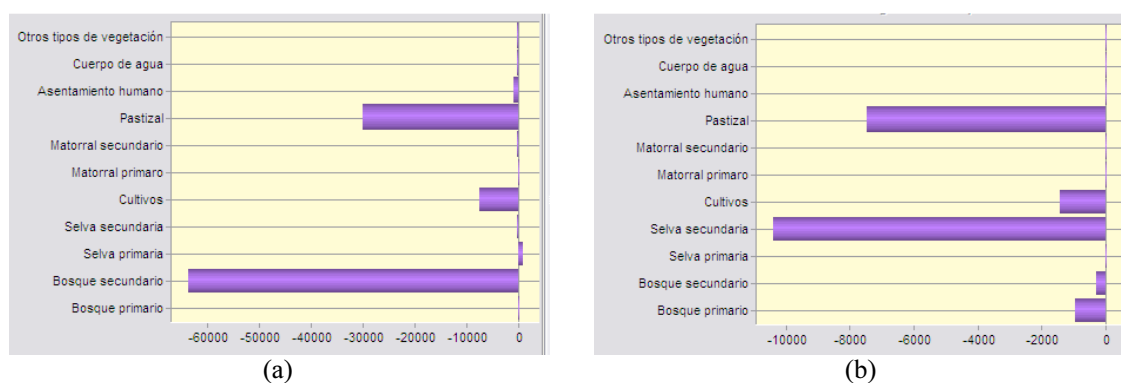 Otros tipos de vegetación
Cuerpo de agua
Asentamiento humano
Pastizal
Matorral secundario
Matorral primaro
Cultivos
Selva secundaria
Selva primaria
Bosque secundario
Bosque primario
-60000 -50000 -40000 -30000 -20000 -10000 0
(a)
Otros tipos de vegetación
Cuerpo de agua
Asentamiento humano
Pastizal
Matorral secundario
Matorral primaro
Cultivos
Selva secundaria
Selva primaria
Bosque secundario
Bosque primario
-10000 -8000 -6000 -4000 -2000 0
(b)